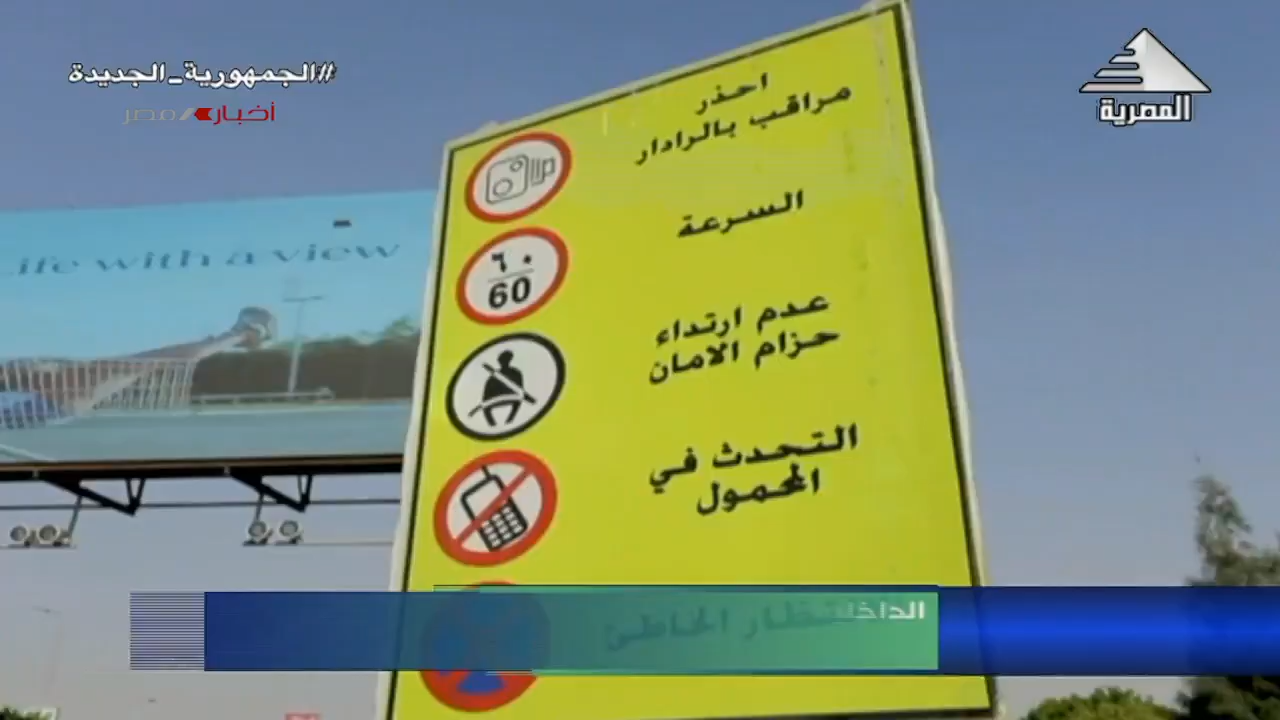 #الجمهورية_الجديدة
أخبار مصر
المصرية
احذر
مراقب بالرادار
السرعة
٦٠
60
عدم ارتداء
حزام الامان
التحدث في
المحمول
الخاطئ
Life with a view